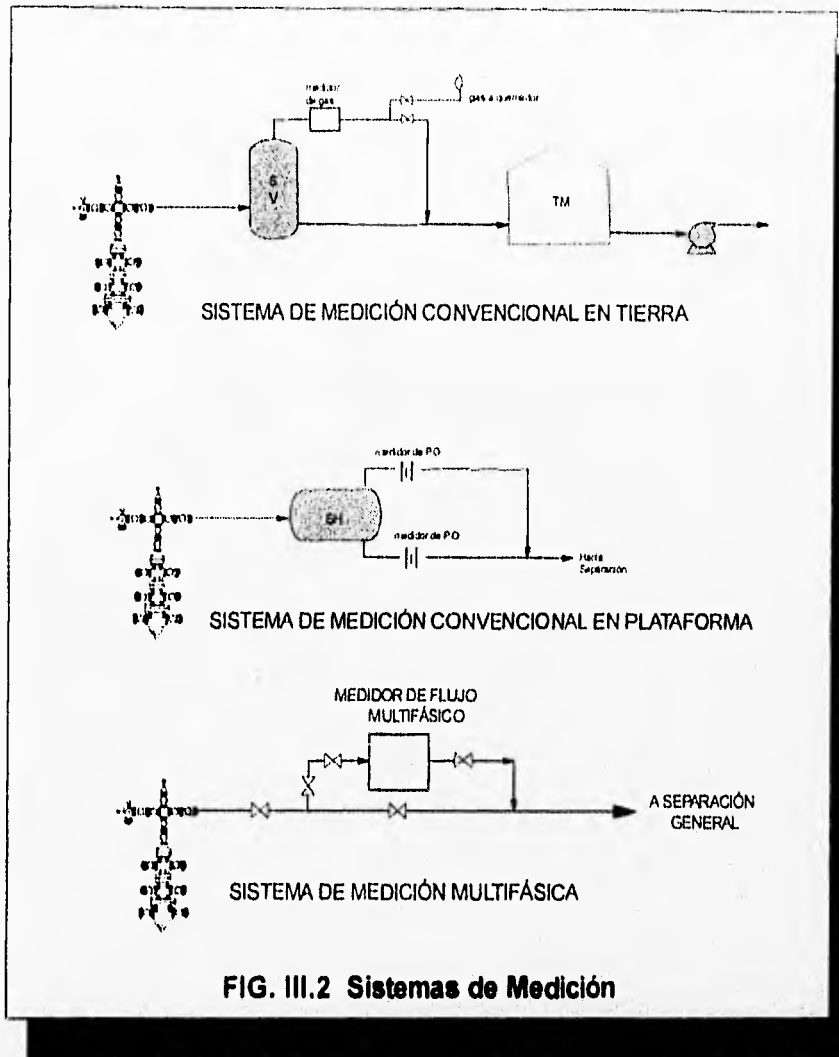 medidor
de gas
gas a quemador
S
V
TM
SISTEMA DE MEDICIÓN CONVENCIONAL EN TIERRA
medidor de P.O
SH
medidor de P.O
Hacia
Separación
SISTEMA DE MEDICIÓN CONVENCIONAL EN PLATAFORMA
MEDIDOR DE FLUJO
MULTIFÁSICO
A SEPARACIÓN
GENERAL
SISTEMA DE MEDICIÓN MULTIFÁSICA
FIG. III.2 Sistemas de Medición